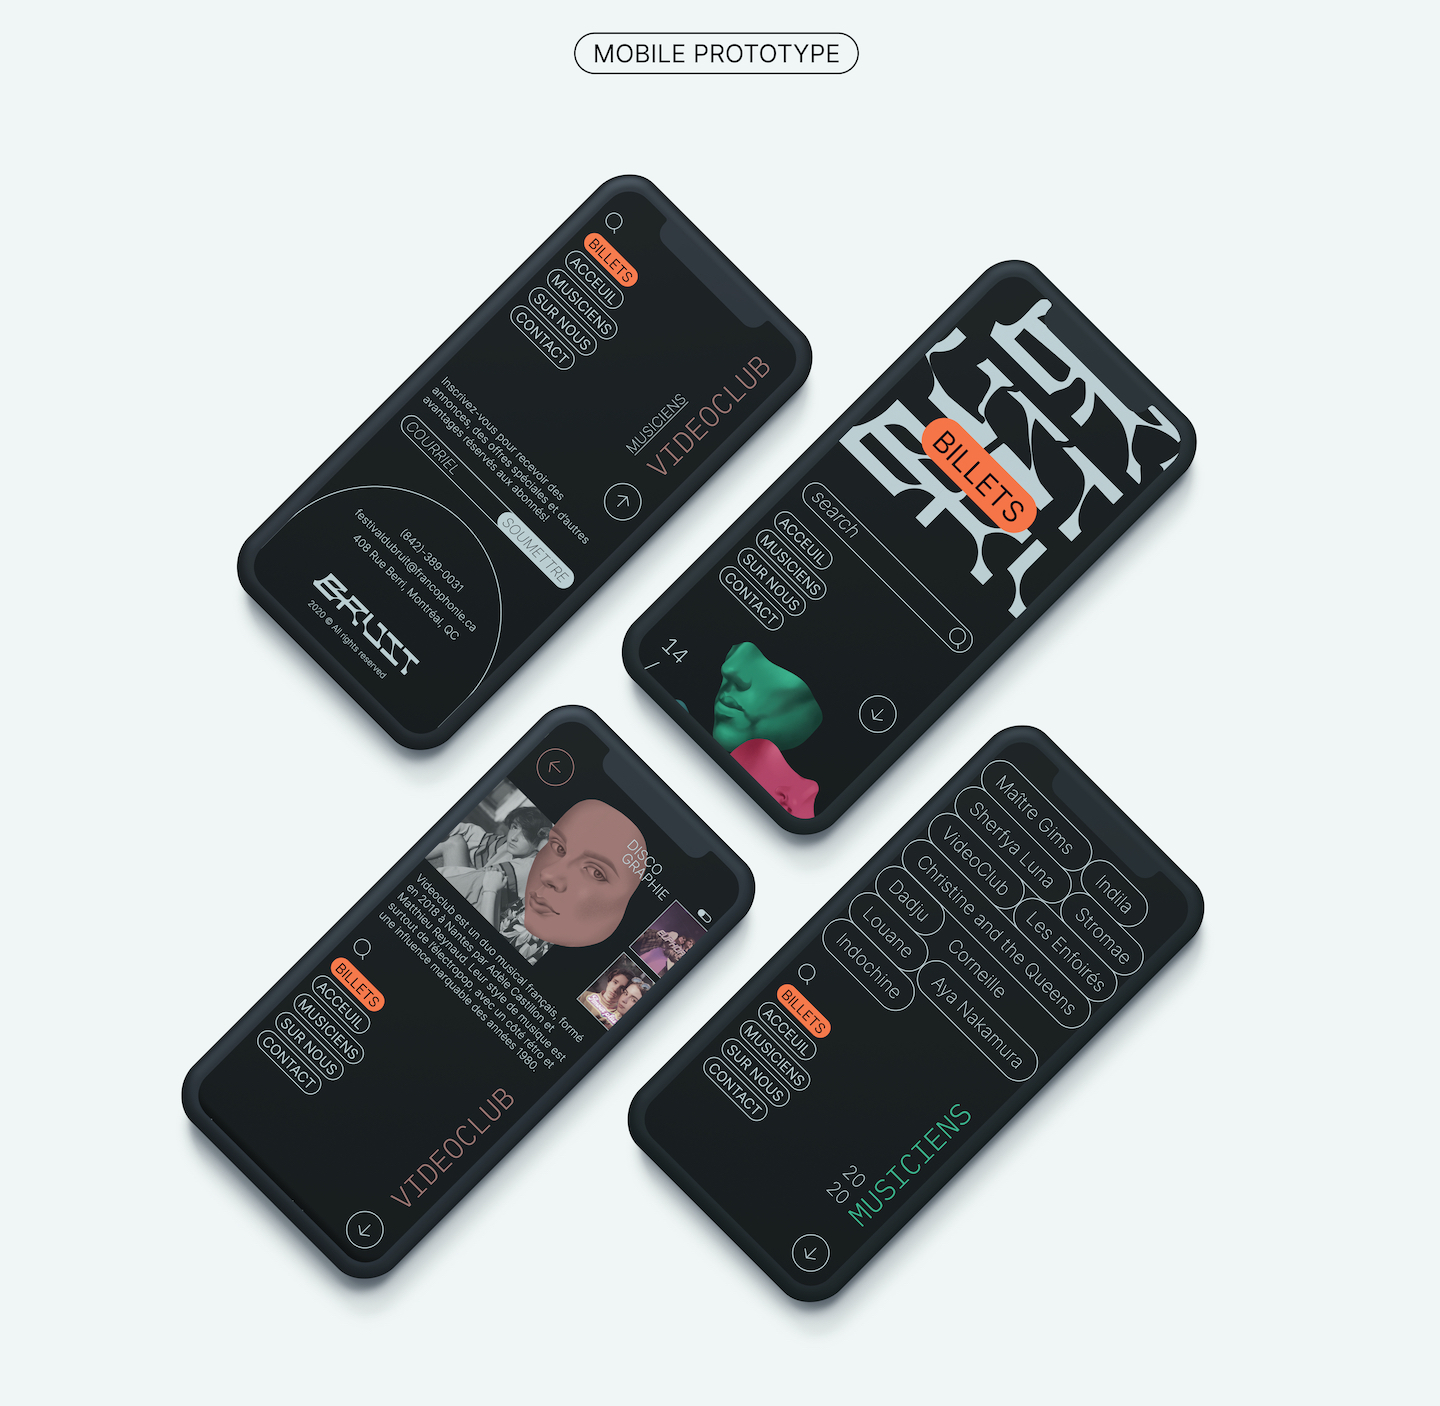 MOBILE PROTOTYPE
BILLETS
ACCEUIL
MUSICIENS
SUR NOUS
CONTACT
MUSICIENS
VIDEOCLUB
Inscrivez-vous pour recevoir des
annonces, des offres spéciales et d'autres
avantages réservés aux abonnés!
COURRIEL
SOUMETTRE
(842)-389-0031
festivaldubruit@francophonie.ca
408 Rue Berri, Montréal, QC
BRUIT
2020 © All rights reserved
BILLETS
search
ACCEUIL
MUSICIENS
SUR NOUS
CONTACT
14
/
DISCO
GRAPHIE
Videoclub est un duo musical français, formé
en 2018 à Nantes par Adèle Castillon et
Matthieu Reynaud. Leur style de musique est
surtout de l'électropop, avec un côté rétro et
une influence marquable des années 1980.
BILLETS
ACCEUIL
MUSICIENS
SUR NOUS
CONTACT
VIDEOCLUB
Maître Gims
Indila
Sherfya Luna
Stromae
VideoClub
Les Enfoirés
Christine and the Queens
Dadju
Corneille
Louane
Aya Nakamura
Indochine
BILLETS
ACCEUIL
MUSICIENS
SUR NOUS
CONTACT
20
20
MUSICIENS